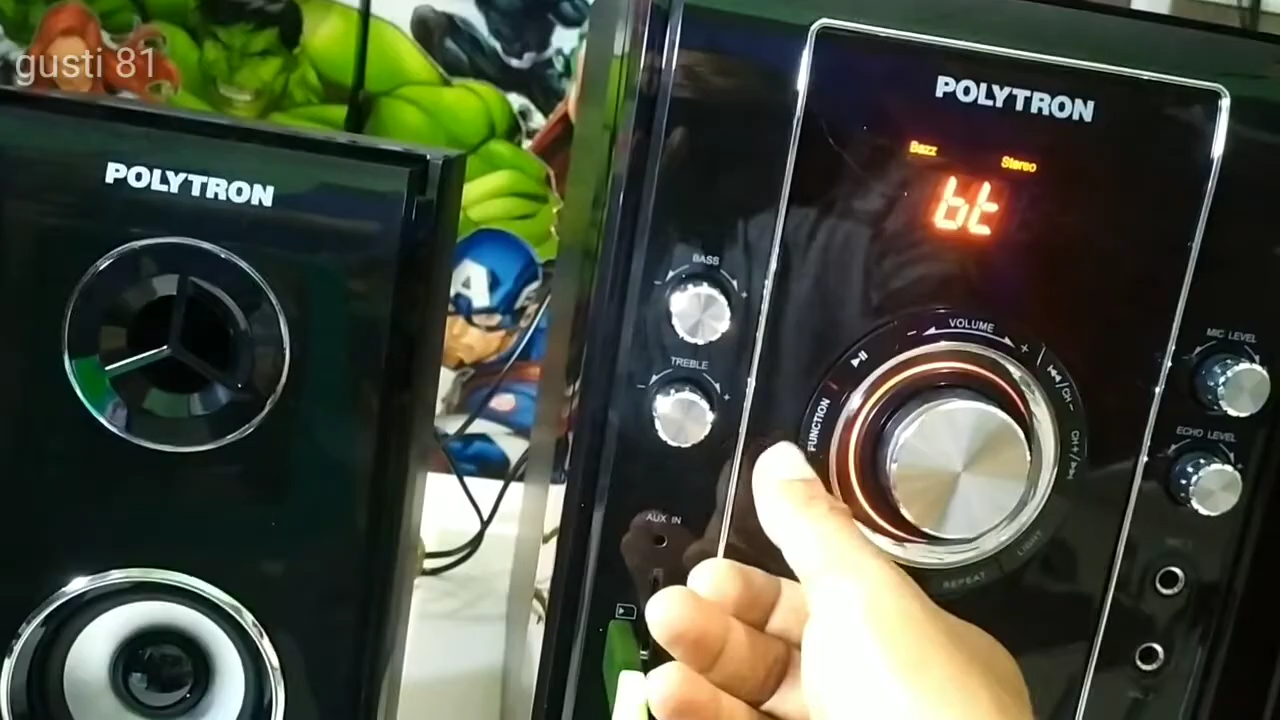 gusti 81
POLYTRON
POLYTRON
Bazz
Stereo
bt
BASS
TREBLE
- VOLUME +
FUNCTION
CH -
CH +
LIGHT
REPEAT
MIC LEVEL
ECHO LEVEL
AUX IN
A